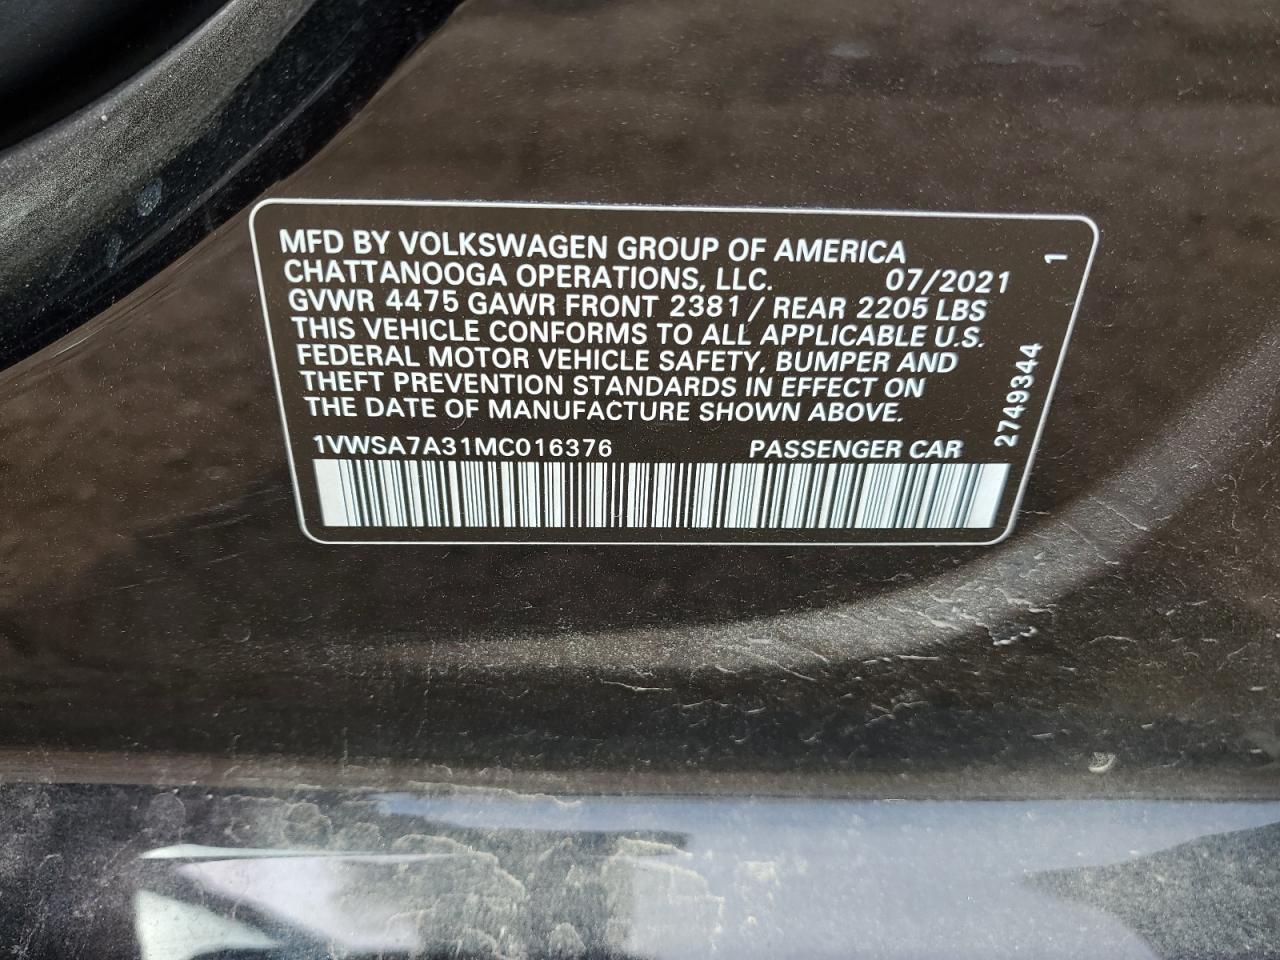 MFD BY VOLKSWAGEN GROUP OF AMERICA
CHATTANOOGA OPERATIONS, LLC. 07/2021
GVWR 4475 GAWR FRONT 2381 / REAR 2205 LBS
THIS VEHICLE CONFORMS TO ALL APPLICABLE U.S.
FEDERAL MOTOR VEHICLE SAFETY, BUMPER AND
THEFT PREVENTION STANDARDS IN EFFECT ON
THE DATE OF MANUFACTURE SHOWN ABOVE.
1VWSA7A31MC016376 PASSENGER CAR
2749344
1